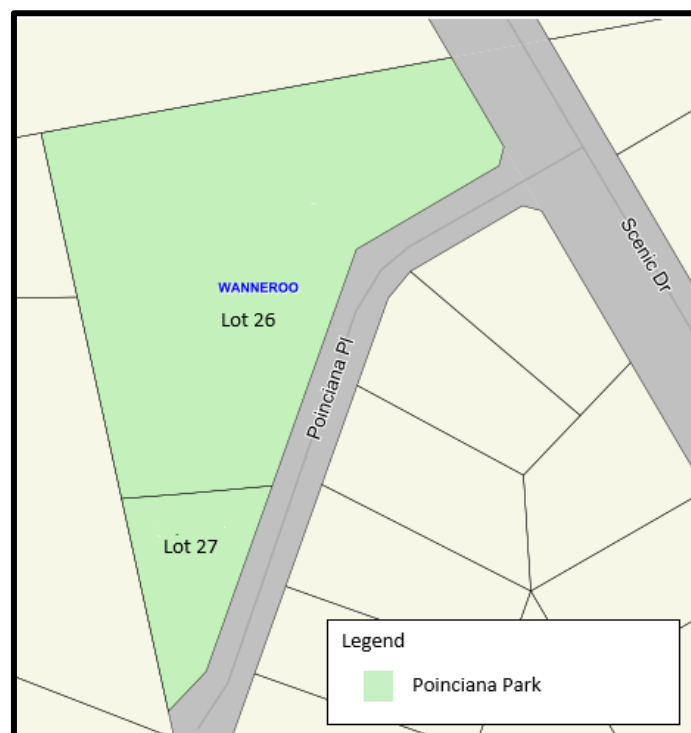 Scenic Dr
WANNEROO
Lot 26
Poinciana Pl
Lot 27
Legend
Poinciana Park